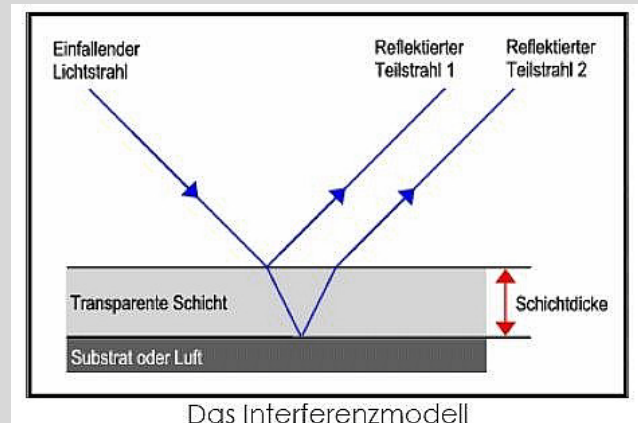 Einfallender
Lichtstrahl
Reflektierter
Teilstrahl 1
Reflektierter
Teilstrahl 2
Transparente Schicht
Schichtdicke
Substrat oder Luft
Das Interferenzmodell